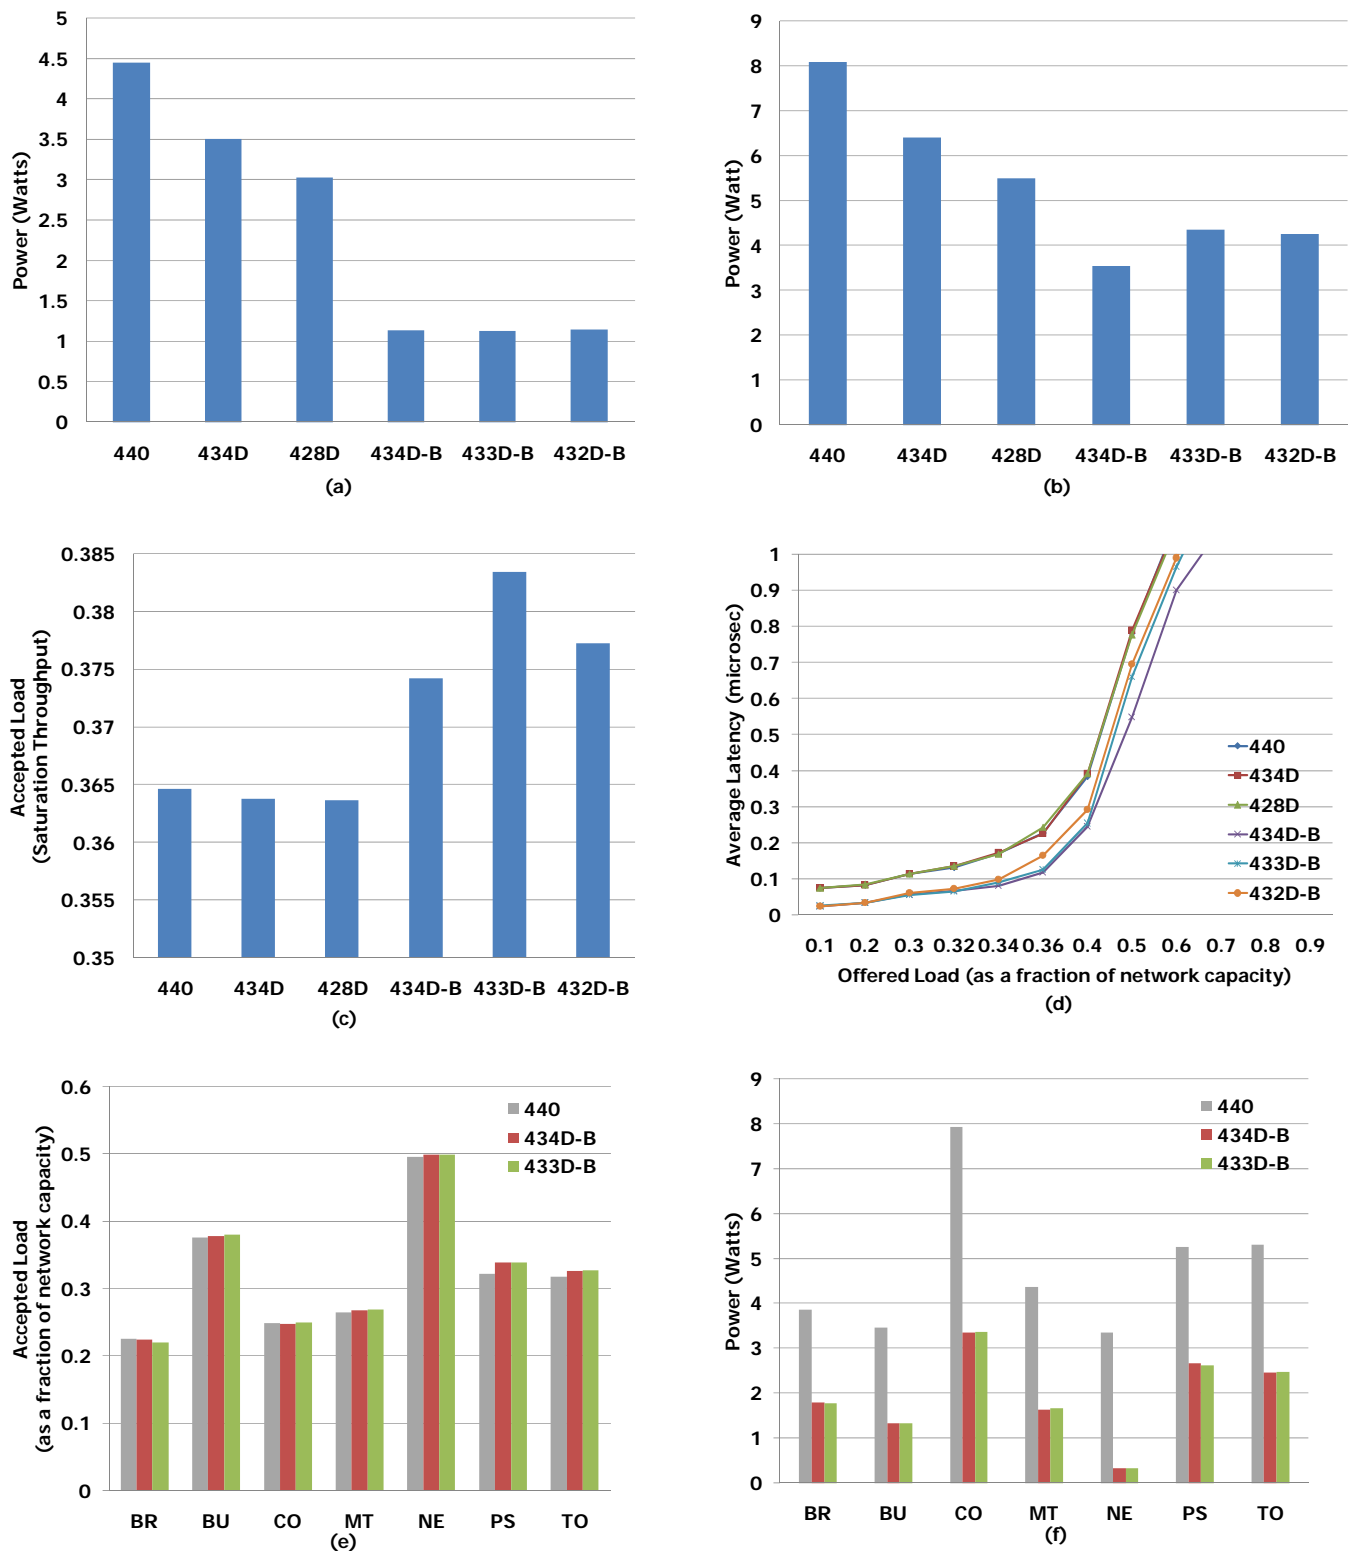 5
4.5
4
3.5
3
2.5
2
1.5
1
0.5
0
Power (Watts)
440 434D 428D 434D-B 433D-B 432D-B
(a)
9
8
7
6
5
4
3
2
1
0
Power (Watt)
440 434D 428D 434D-B 433D-B 432D-B
(b)
0.385
0.38
0.375
0.37
0.365
0.36
0.355
0.35
Accepted Load
(Saturation Throughput)
440 434D 428D 434D-B 433D-B 432D-B
(c)
1
0.9
0.8
0.7
0.6
0.5
0.4
0.3
0.2
0.1
0
Average Latency (microsec)
440
434D
428D
434D-B
433D-B
432D-B
0.1 0.2 0.3 0.32 0.34 0.36 0.4 0.5 0.6 0.7 0.8 0.9
Offered Load (as a fraction of network capacity)
(d)
0.6
0.5
0.4
0.3
0.2
0.1
0
Accepted Load
(as a fraction of network capacity)
440
434D-B
433D-B
BR BU CO MT NE PS TO
(e)
9
8
7
6
5
4
3
2
1
0
Power (Watts)
440
434D-B
433D-B
BR BU CO MT NE PS TO
(f)